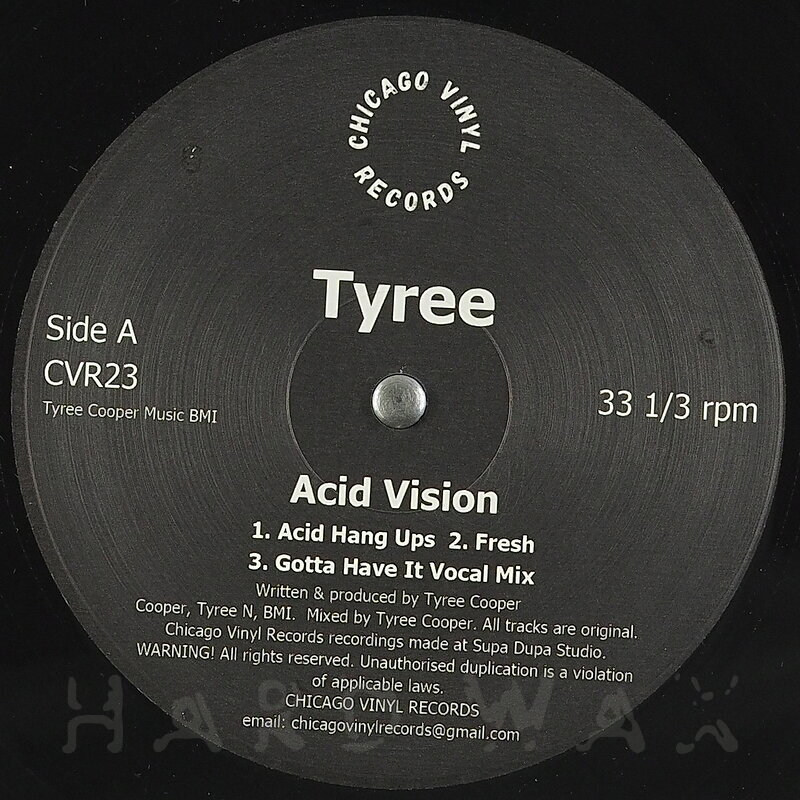 CHICAGO VINYL
RECORDS
Tyree
Side A
CVR23
Tyree Cooper Music BMI
33 1/3 rpm
Acid Vision
1. Acid Hang Ups 2. Fresh
3. Gotta Have It Vocal Mix
Written & produced by Tyree Cooper
Cooper, Tyree N, BMI. Mixed by Tyree Cooper. All tracks are original.
Chicago Vinyl Records recordings made at Supa Dupa Studio.
WARNING! All rights reserved. Unauthorised duplication is a violation
of applicable laws.
CHICAGO VINYL RECORDS
email: chicagovinylrecords@gmail.com
HARD WAX